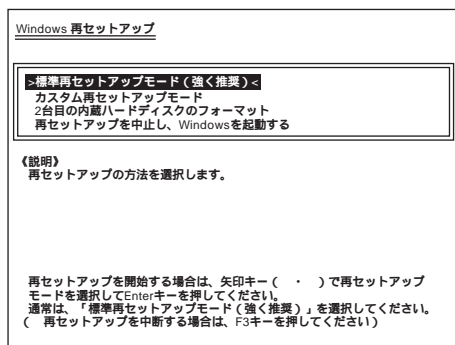 Windows 再セットアップ
>標準再セットアップモード(強く推奨)<
カスタム再セットアップモード
2台目の内蔵ハードディスクのフォーマット
再セットアップを中止し、Windowsを起動する
《説明》
再セットアップの方法を選択します。
再セットアップを開始する場合は、矢印キー( ・ )で再セットアップ
モードを選択してEnterキーを押してください。
通常は、「標準再セットアップモード(強く推奨)」を選択してください。
( 再セットアップを中断する場合は、F3キーを押してください)